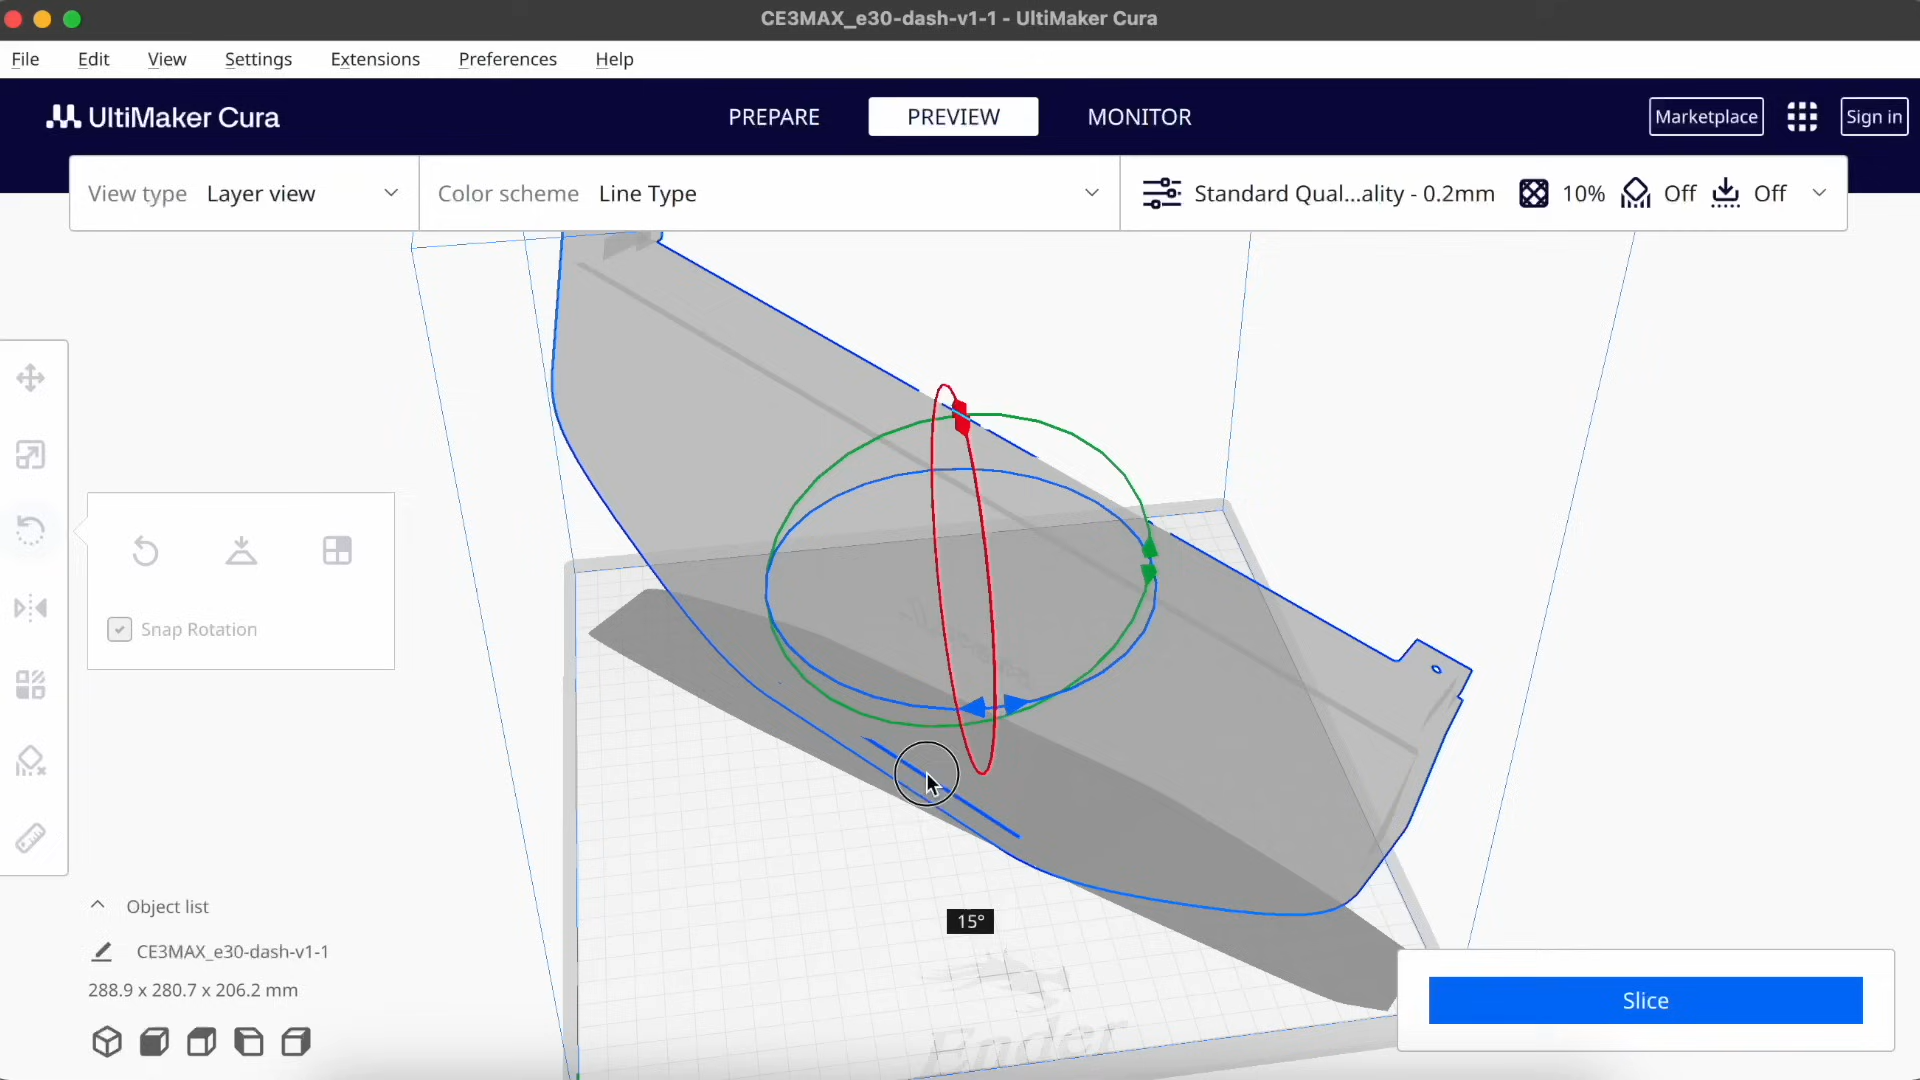 CE3MAX_e30-dash-v1-1 - UltiMaker Cura
File Edit View Settings Extensions Preferences Help
UltiMaker Cura PREPARE PREVIEW MONITOR Marketplace Sign in
View type Layer view Color scheme Line Type Standard Qual...ality - 0.2mm 10% Off Off
Snap Rotation
Object list
CE3MAX_e30-dash-v1-1
288.9 x 280.7 x 206.2 mm
15°
Ender
Slice